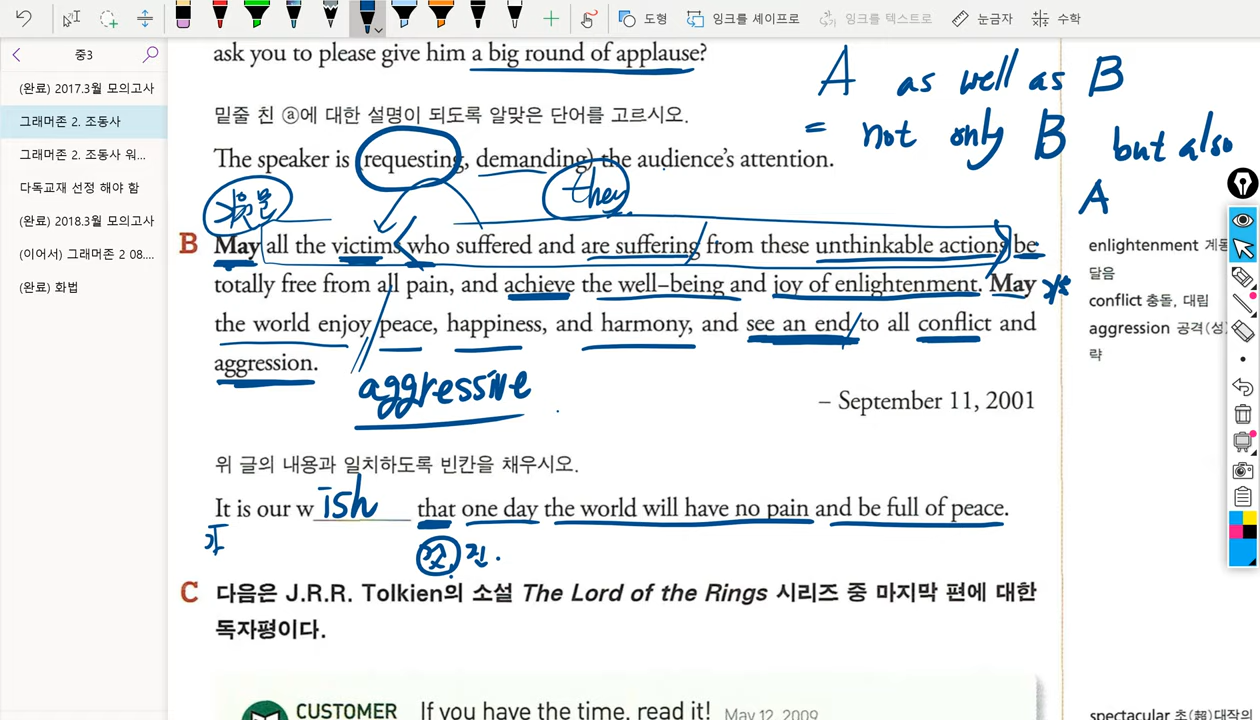 도형
잉크를 셰이프로
잉크를 텍스트로
눈금자
수학
중3
(완료) 2017.3월 모의고사
그래머존 2. 조동사
그래머존 2. 조동사 워...
다독교재 선정 해야 함
(완료) 2018.3월 모의고사
(이어서) 그래머존 2 08....
(완료) 화법
ask you to please give him a big round of applause?
A as well as B
= not only B but also
A
밑줄 친 ⓐ에 대한 설명이 되도록 알맞은 단어를 고르시오.
The speaker is (requesting, demanding) the audience's attention.
they
B May all the victims who suffered and are suffering from these unthinkable actions be
totally free from all pain, and achieve the well-being and joy of enlightenment. May
the world enjoy peace, happiness, and harmony, and see an end to all conflict and
aggression.
aggressive
– September 11, 2001
위 글의 내용과 일치하도록 빈칸을 채우시오.
It is our wish that one day the world will have no pain and be full of peace.
가
진.
C 다음은 J.R.R. Tolkien의 소설 The Lord of the Rings 시리즈 중 마지막 편에 대한
독자평이다.
CUSTOMER
If you have the time, read it! May 12, 2009
enlightenment 계
달음
conflict 충돌, 대립
aggression 공격(성)
략
spectacular 초(超)대작의